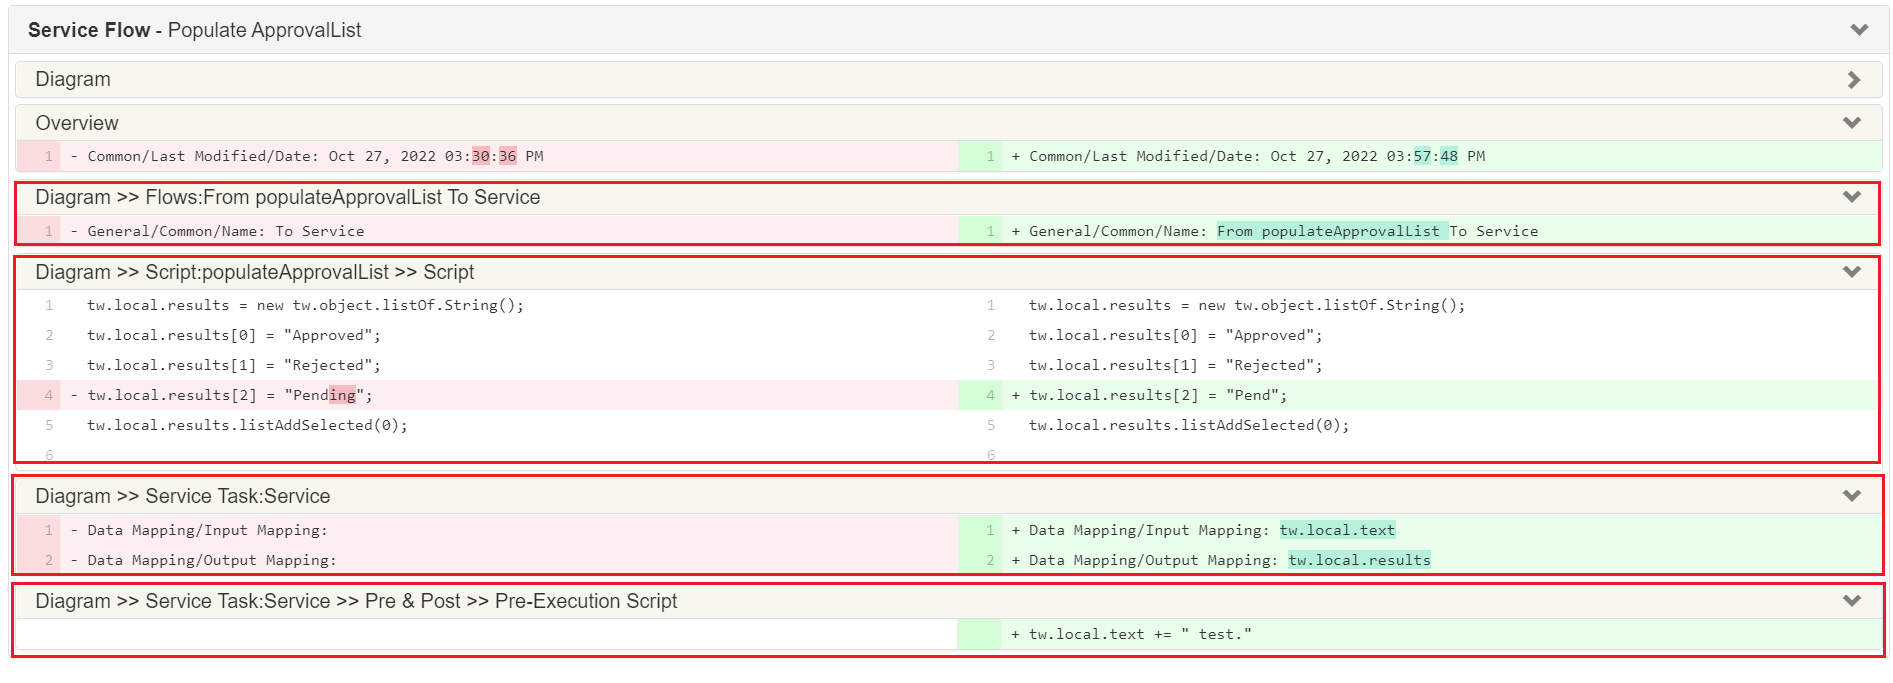 Service Flow - Populate ApprovalList
Diagram
Overview
1 - Common/Last Modified/Date: Oct 27, 2022 03:30:36 PM
1 + Common/Last Modified/Date: Oct 27, 2022 03:57:48 PM
Diagram >> Flows:From populateApprovalList To Service
1 - General/Common/Name: To Service
1 + General/Common/Name: From populateApprovalList To Service
Diagram >> Script:populateApprovalList >> Script
1 tw.local.results = new tw.object.listOf.String();
2 tw.local.results[0] = "Approved";
3 tw.local.results[1] = "Rejected";
4 - tw.local.results[2] = "Pending";
5 tw.local.results.listAddSelected(0);
6
1 tw.local.results = new tw.object.listOf.String();
2 tw.local.results[0] = "Approved";
3 tw.local.results[1] = "Rejected";
4 + tw.local.results[2] = "Pend";
5 tw.local.results.listAddSelected(0);
6
Diagram >> Service Task:Service
1 - Data Mapping/Input Mapping:
2 - Data Mapping/Output Mapping:
1 + Data Mapping/Input Mapping: tw.local.text
2 + Data Mapping/Output Mapping: tw.local.results
Diagram >> Service Task:Service >> Pre & Post >> Pre-Execution Script
+ tw.local.text += " test."